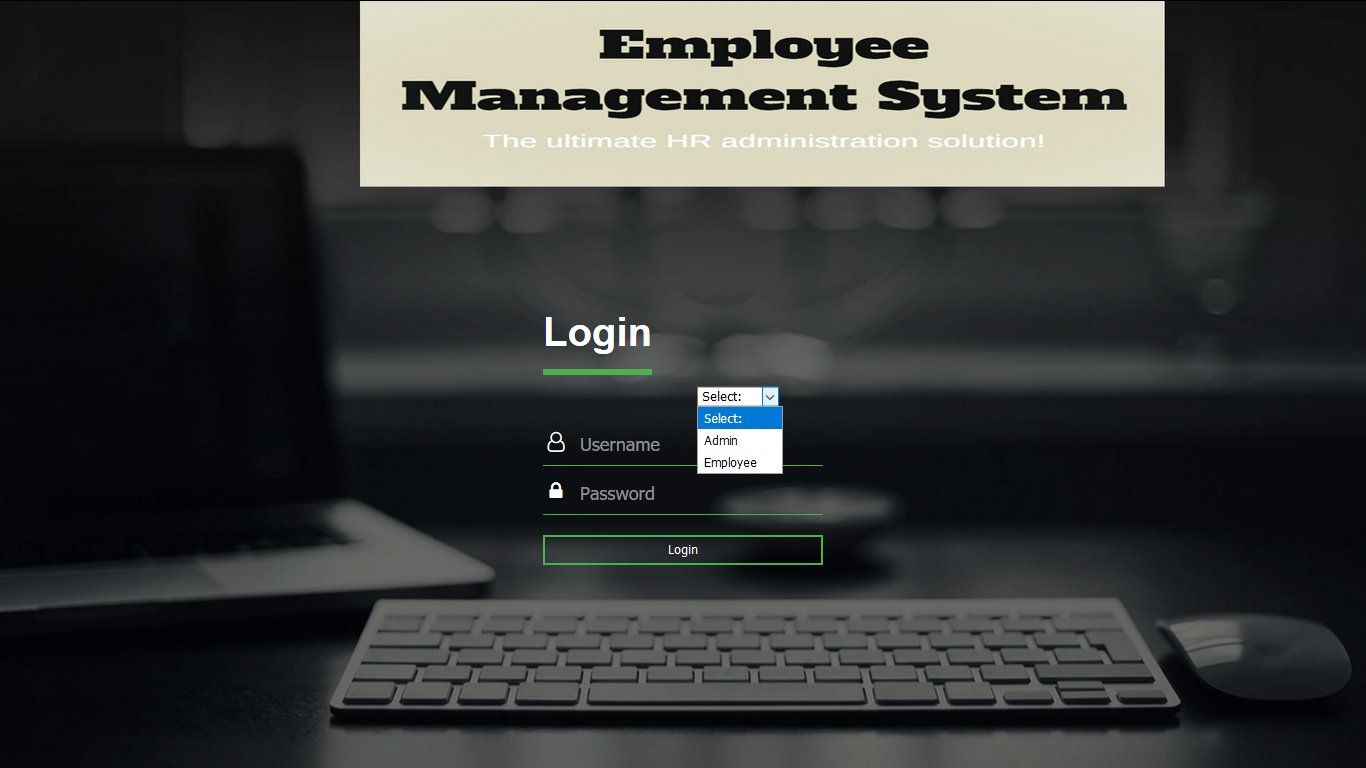 Employee
Management System
The ultimate HR administration solution!
Login
Select:
Select:
Admin
Employee
Username
Password
Login